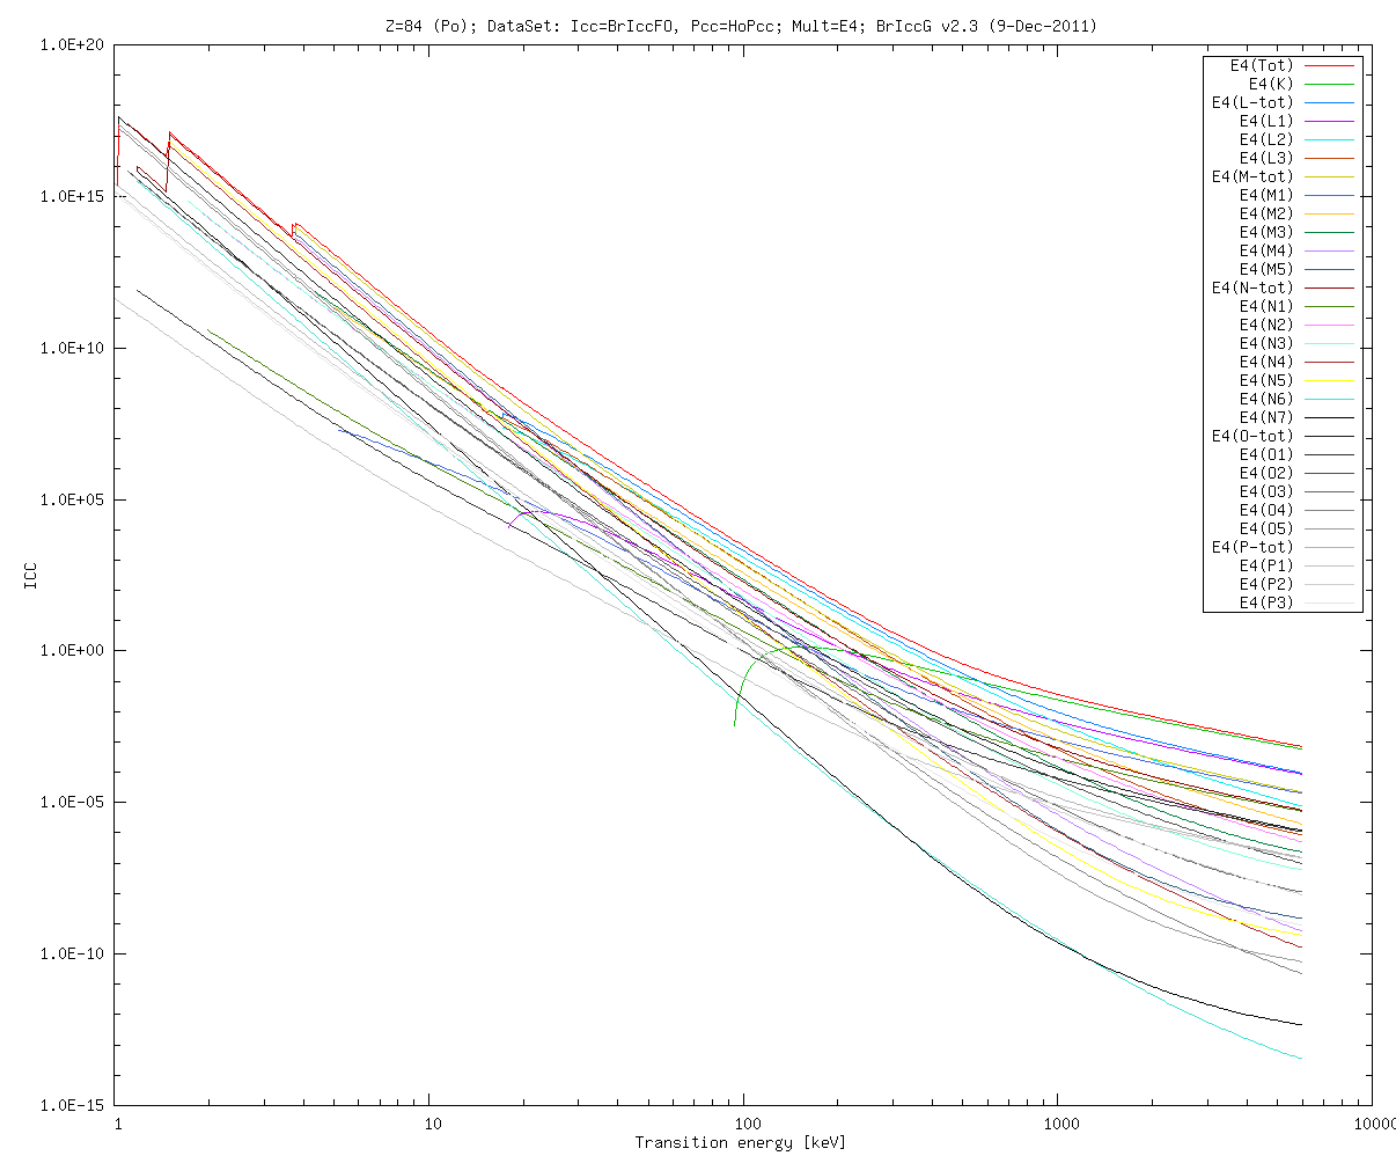 Z=84 (Po); DataSet: Icc=BrIccFO, Pcc=HoPcc; Mult=E4; BrIccG v2.3 (9-Dec-2011)
1.0E+20
1.0E+15
1.0E+10
1.0E+05
1.0E+00
1.0E-05
1.0E-10
1.0E-15
ICC
E4(Tot)
E4(K)
E4(L-tot)
E4(L1)
E4(L2)
E4(L3)
E4(M-tot)
E4(M1)
E4(M2)
E4(M3)
E4(M4)
E4(M5)
E4(N-tot)
E4(N1)
E4(N2)
E4(N3)
E4(N4)
E4(N5)
E4(N6)
E4(N7)
E4(O-tot)
E4(O1)
E4(O2)
E4(O3)
E4(O4)
E4(O5)
E4(P-tot)
E4(P1)
E4(P2)
E4(P3)
1 10 100 1000 10000
Transition energy [keV]